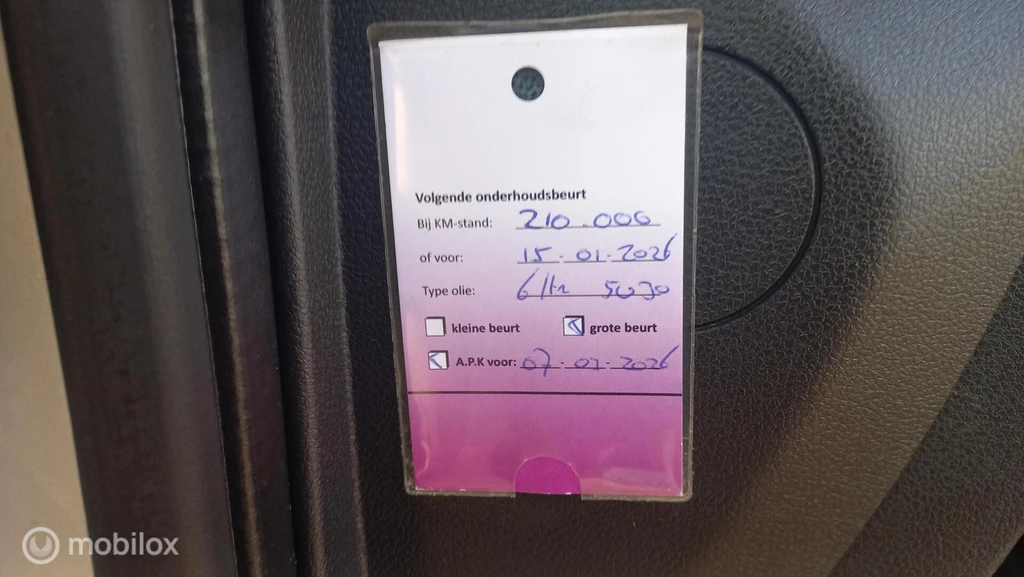 Volgende onderhoudsbeurt
Bij KM-stand: 210.000
of voor: 15-01-2026
Type olie: 6 ltr 5W30
kleine beurt grote beurt
A.P.K voor: 07-03-2026
mobilox